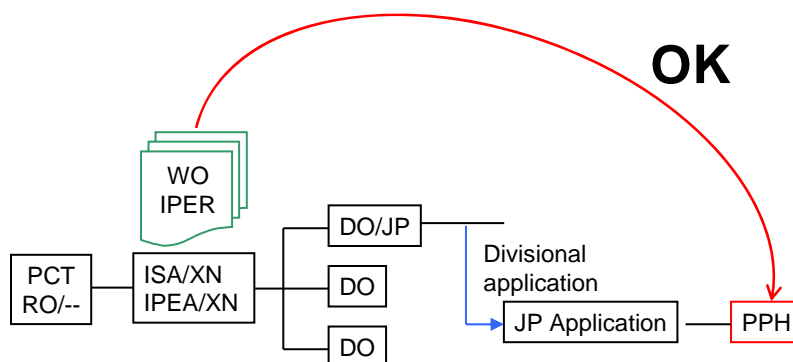 OK
WO
IPER
DO/JP
Divisional
application
PCT
RO/--
ISA/XN
IPEA/XN
DO
JP Application
PPH
DO